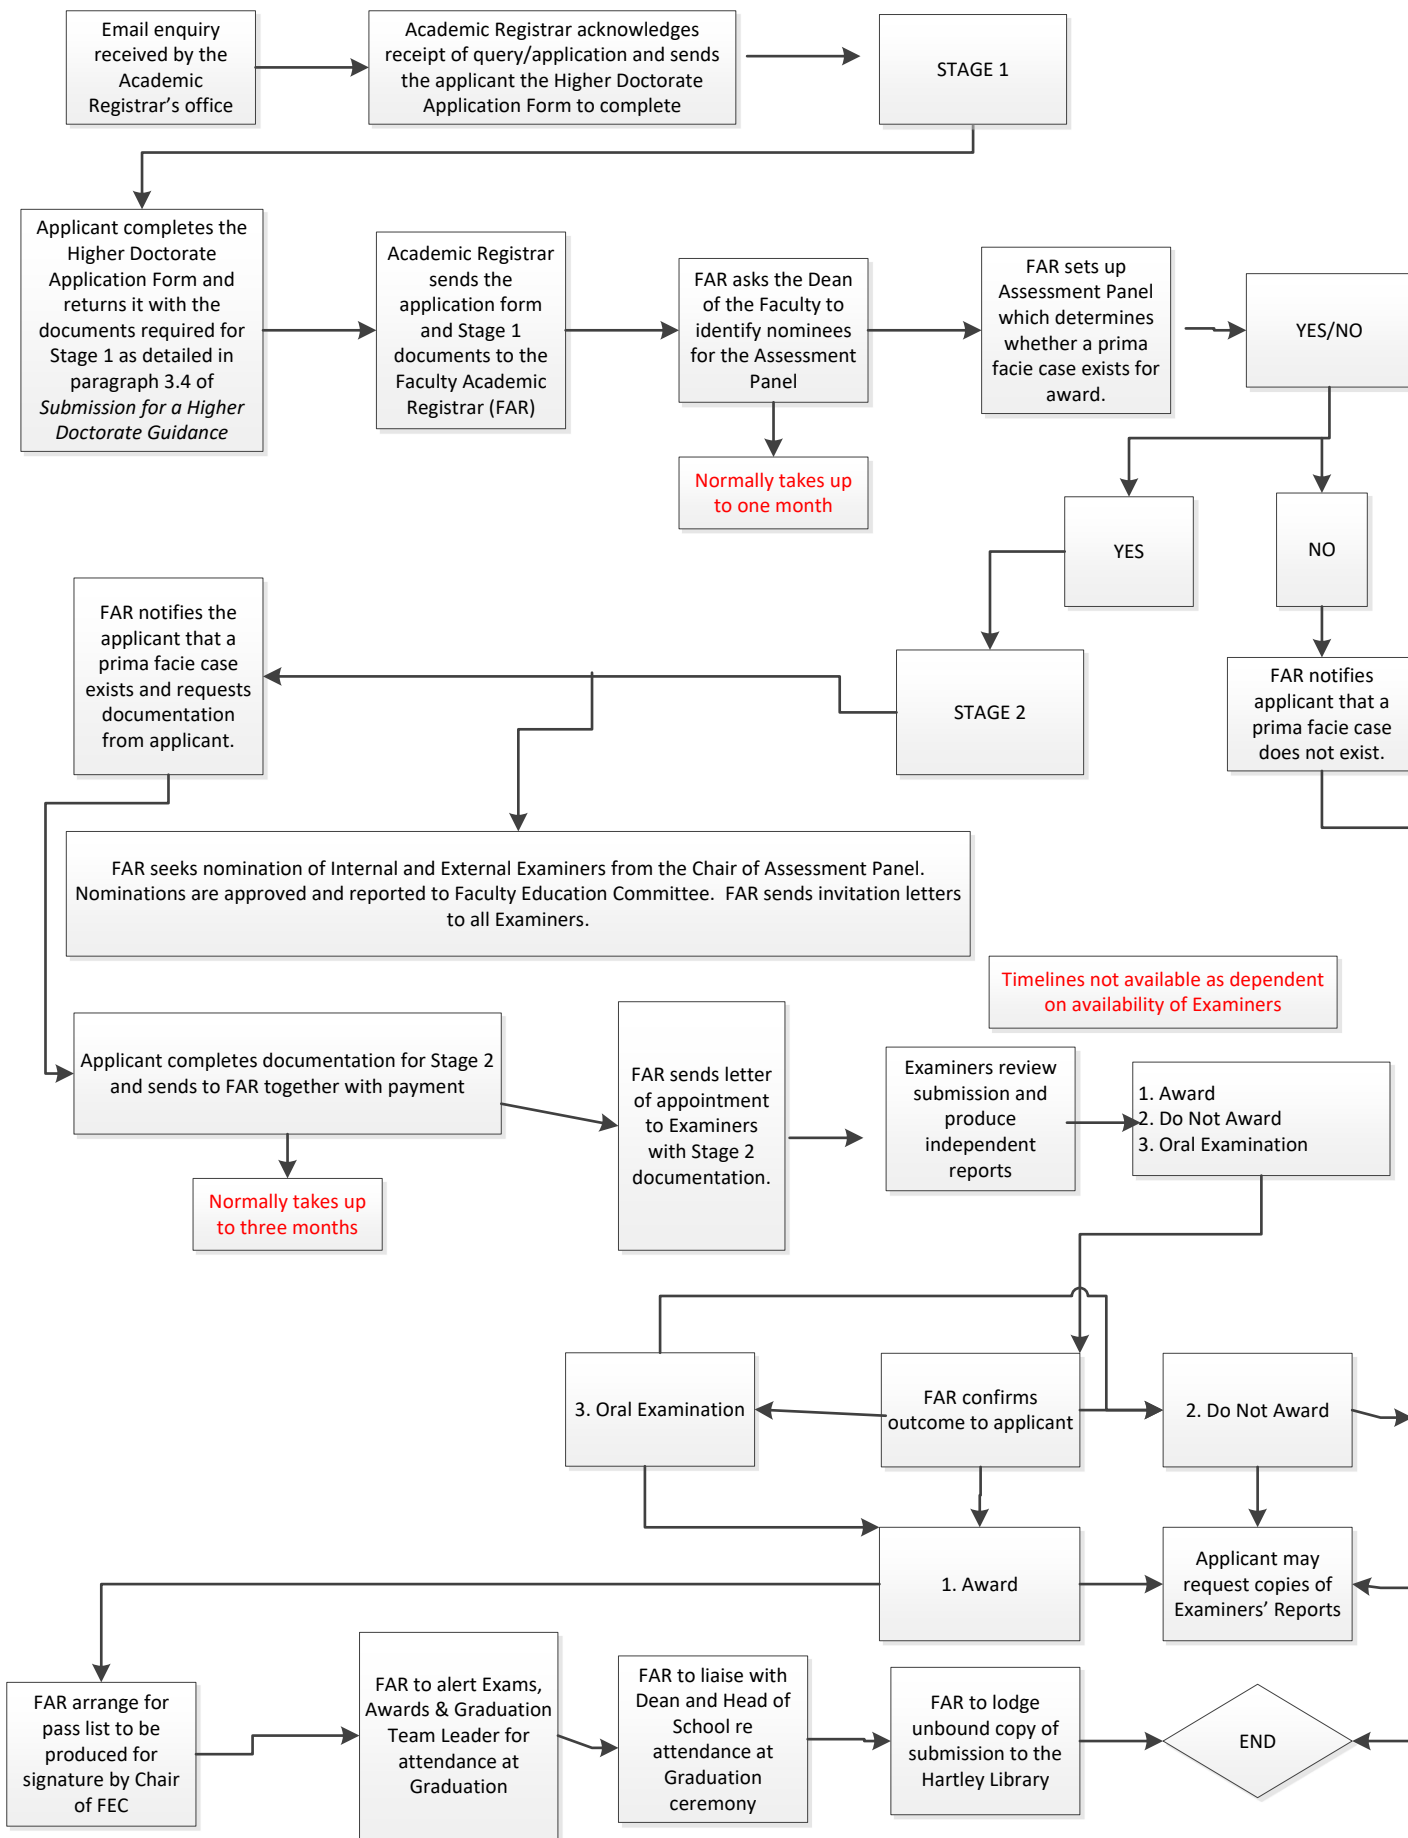 Email enquiry
received by the
Academic
Registrar’s office
Academic Registrar acknowledges
receipt of query/application and sends
the applicant the Higher Doctorate
Application Form to complete
STAGE 1
Applicant completes the
Higher Doctorate
Application Form and
returns it with the
documents required for
Stage 1 as detailed in
paragraph 3.4 of
Submission for a Higher
Doctorate Guidance
Academic Registrar
sends the
application form
and Stage 1
documents to the
Faculty Academic
Registrar (FAR)
FAR asks the Dean
of the Faculty to
identify nominees
for the Assessment
Panel
FAR sets up
Assessment Panel
which determines
whether a prima
facie case exists for
award.
YES/NO
Normally takes up
to one month
YES
NO
FAR notifies the
applicant that a
prima facie case
exists and requests
documentation
from applicant.
STAGE 2
FAR notifies
applicant that a
prima facie case
does not exist.
FAR seeks nomination of Internal and External Examiners from the Chair of Assessment Panel.
Nominations are approved and reported to Faculty Education Committee.  FAR sends invitation letters
to all Examiners.
Timelines not available as dependent
on availability of Examiners
Applicant completes documentation for Stage 2
and sends to FAR together with payment
FAR sends letter
of appointment
to Examiners
with Stage 2
documentation.
Examiners review
submission and
produce
independent
reports
1. Award
2. Do Not Award
3. Oral Examination
Normally takes up
to three months
3. Oral Examination
FAR confirms
outcome to applicant
2. Do Not Award
1. Award
Applicant may
request copies of
Examiners’ Reports
FAR arrange for
pass list to be
produced for
signature by Chair
of FEC
FAR to alert Exams,
Awards & Graduation
Team Leader for
attendance at
Graduation
FAR to liaise with
Dean and Head of
School re
attendance at
Graduation
ceremony
FAR to lodge
unbound copy of
submission to the
Hartley Library
END